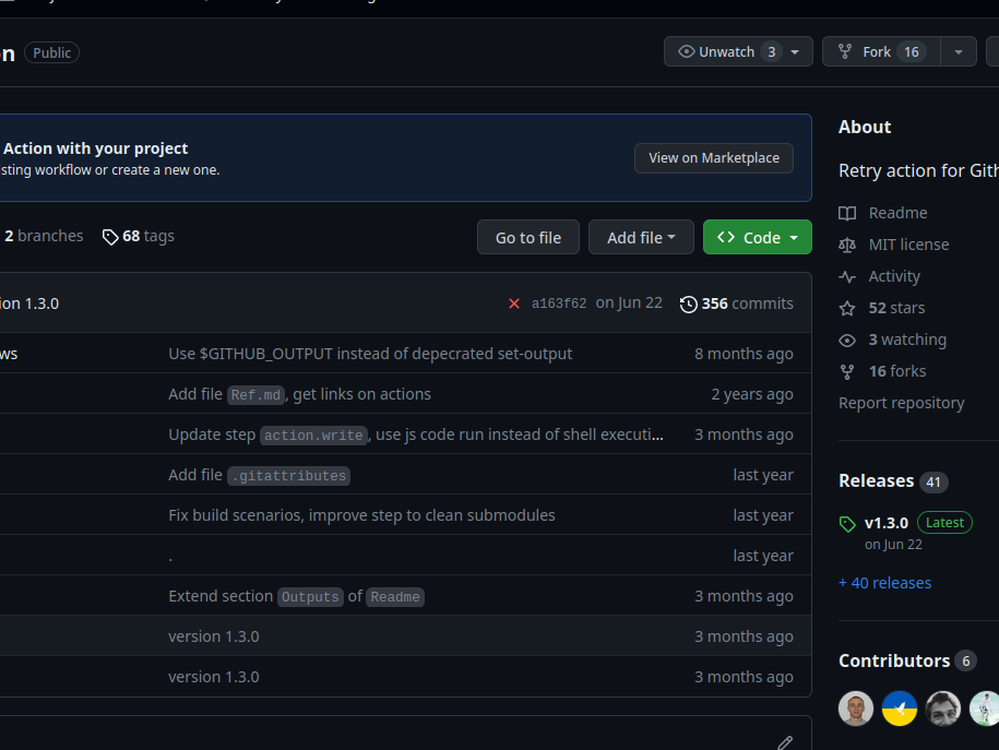 on Public Unwatch 3 Fork 16
Action with your project
sting workflow or create a new one.
View on Marketplace
2 branches 68 tags Go to file Add file Code
ion 1.3.0 a163f62 on Jun 22 356 commits
ws Use $GITHUB_OUTPUT instead of depecrated set-output 8 months ago
Add file Ref.md, get links on actions 2 years ago
Update step action.write, use js code run instead of shell executi... 3 months ago
Add file .gitattributes last year
Fix build scenarios, improve step to clean submodules last year
. last year
Extend section Outputs of Readme 3 months ago
version 1.3.0 3 months ago
version 1.3.0 3 months ago
About
Retry action for Gith
Readme
MIT license
Activity
52 stars
3 watching
16 forks
Report repository
Releases 41
v1.3.0 Latest
on Jun 22
+ 40 releases
Contributors 6